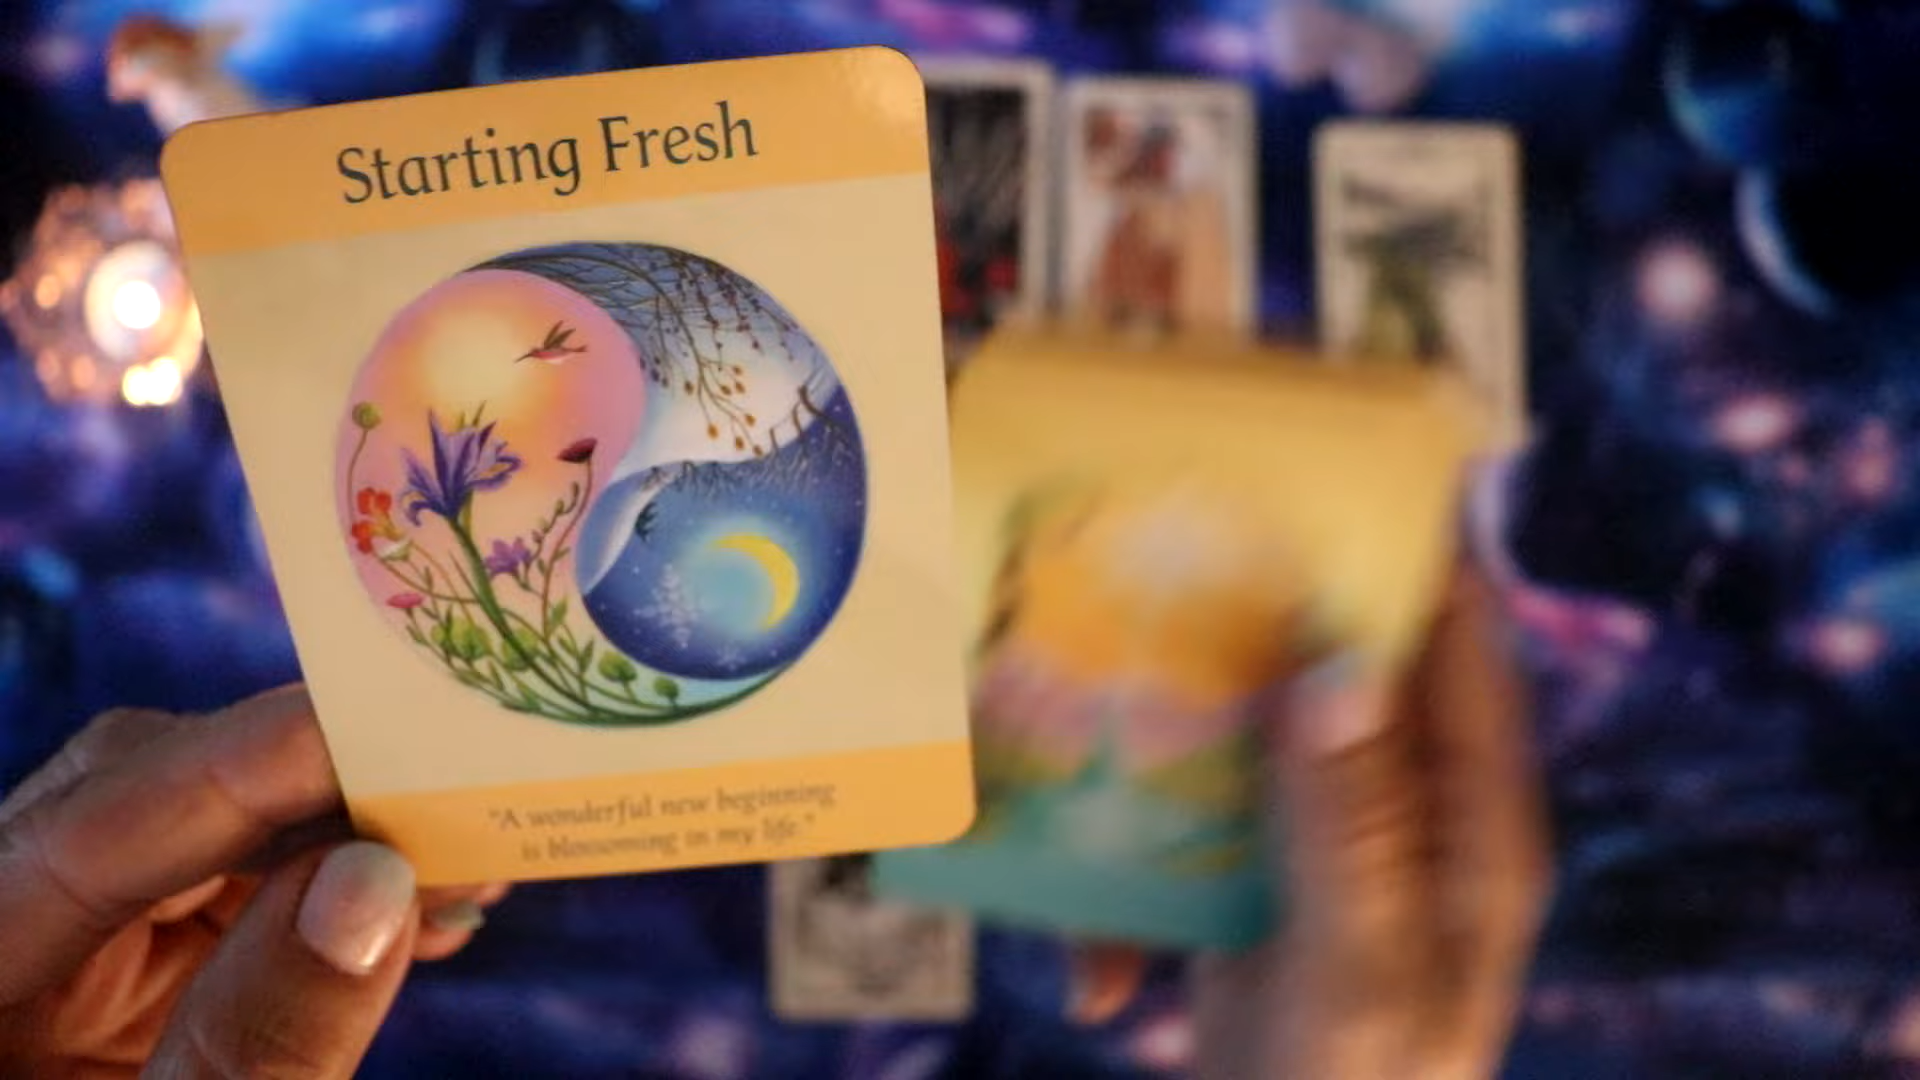 Starting Fresh
"A wonderful new beginning
is blossoming in my life."